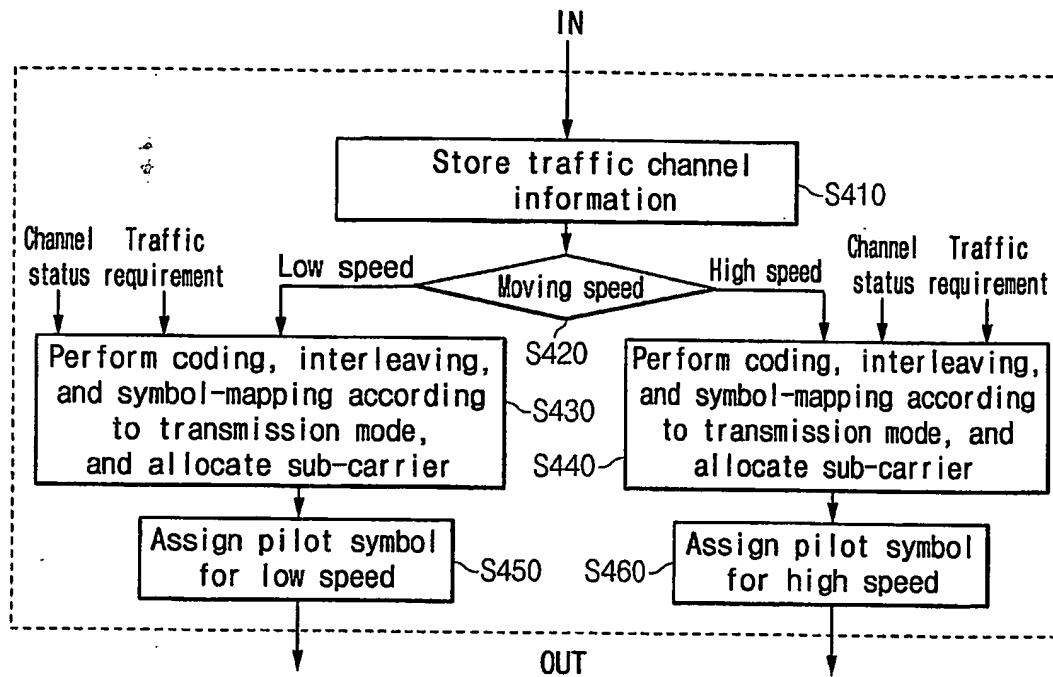 IN
Store traffic channel
information
S410
Channel Traffic
status requirement
Low speed
Moving speed
High speed
Channel Traffic
status requirement
S420
Perform coding, interleaving,
and symbol-mapping according
to transmission mode,
and allocate sub-carrier
S430
Perform coding, interleaving,
and symbol-mapping according
to transmission mode, and
allocate sub-carrier
S440
Assign pilot symbol
for low speed
S450
S460
Assign pilot symbol
for high speed
OUT